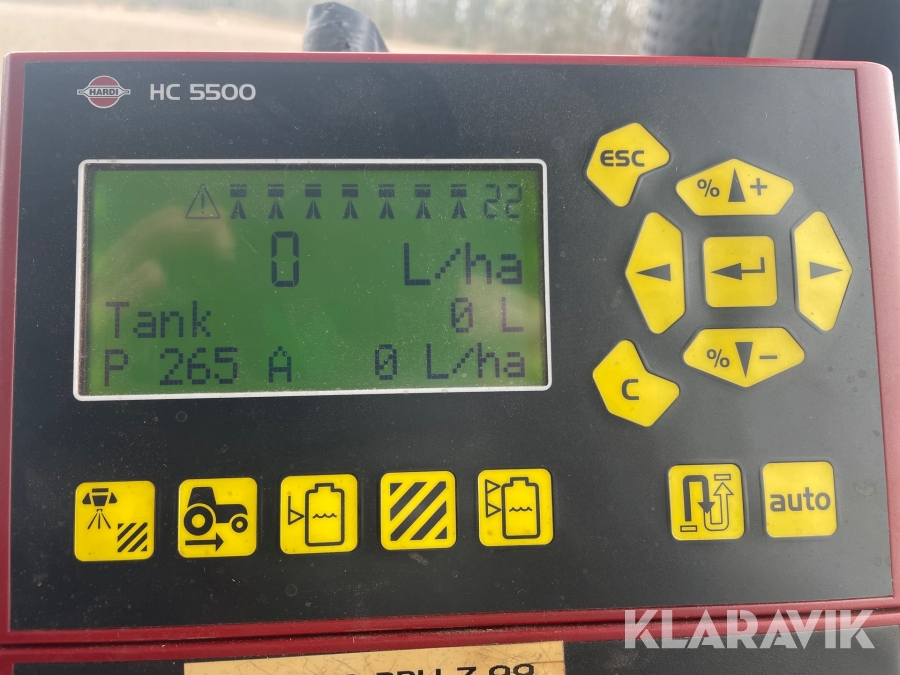 HARDI HC 5500
22
0 L/ha
Tank 0 L
P 265 A 0 L/ha
ESC
% +
% -
C
auto
KLARAVIK